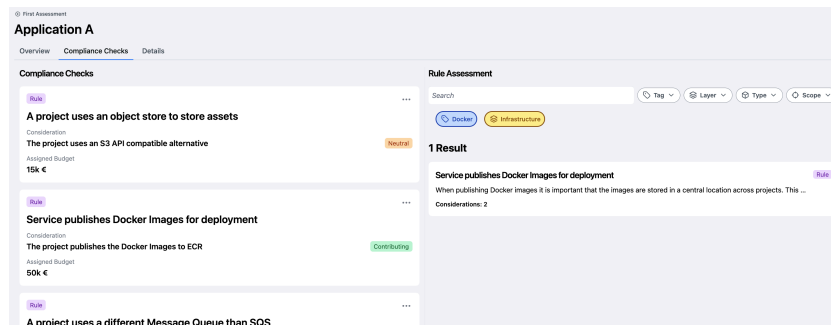 First Assessment
Application A
Overview Compliance Checks Details
Compliance Checks
Rule
A project uses an object store to store assets
Consideration
The project uses an S3 API compatible alternative
Neutral
Assigned Budget
15k €
Rule
Service publishes Docker Images for deployment
Consideration
The project publishes the Docker Images to ECR
Contributing
Assigned Budget
50k €
Rule
A project uses a different Message Queue than SQS
Rule Assessment
Search
Tag Layer Type Scope
Docker Infrastructure
1 Result
Service publishes Docker Images for deployment
Rule
When publishing Docker images it is important that the images are stored in a central location across projects. This ...
Considerations: 2